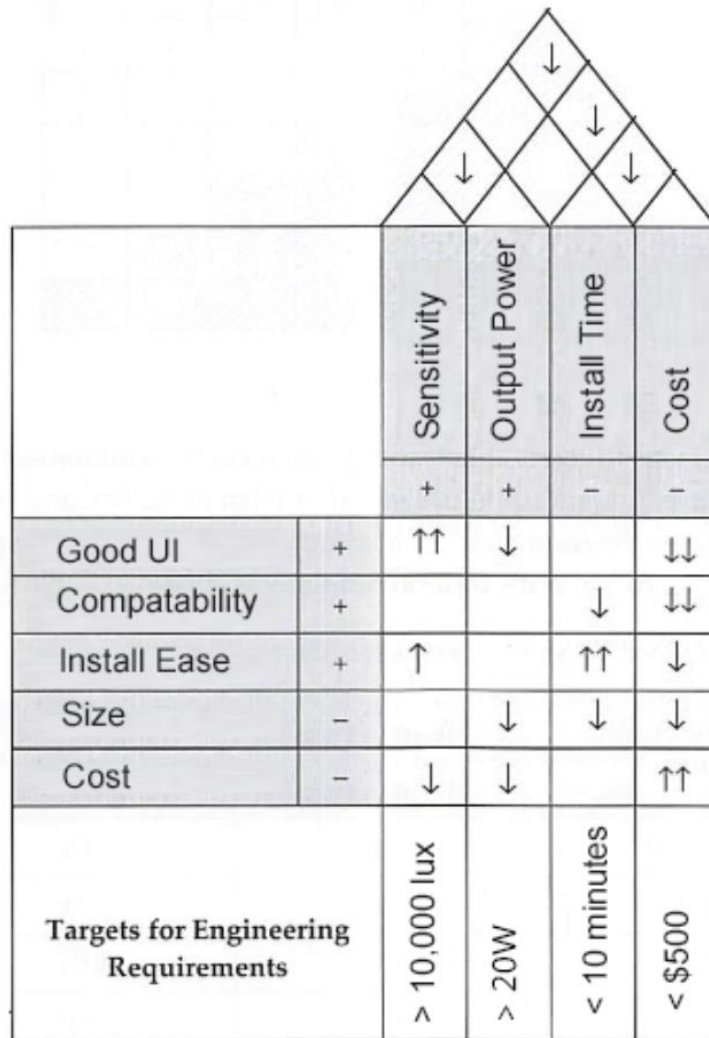 ↓
↓
↓ ↓
Sensitivity Output Power Install Time Cost
+ + − −
Good UI + ↑↑ ↓ ↓↓
Compatability + ↓ ↓↓
Install Ease + ↑ ↑↑ ↓
Size − ↓ ↓ ↓
Cost − ↓ ↓ ↑↑
Targets for Engineering
Requirements
> 10,000 lux > 20W < 10 minutes < $500